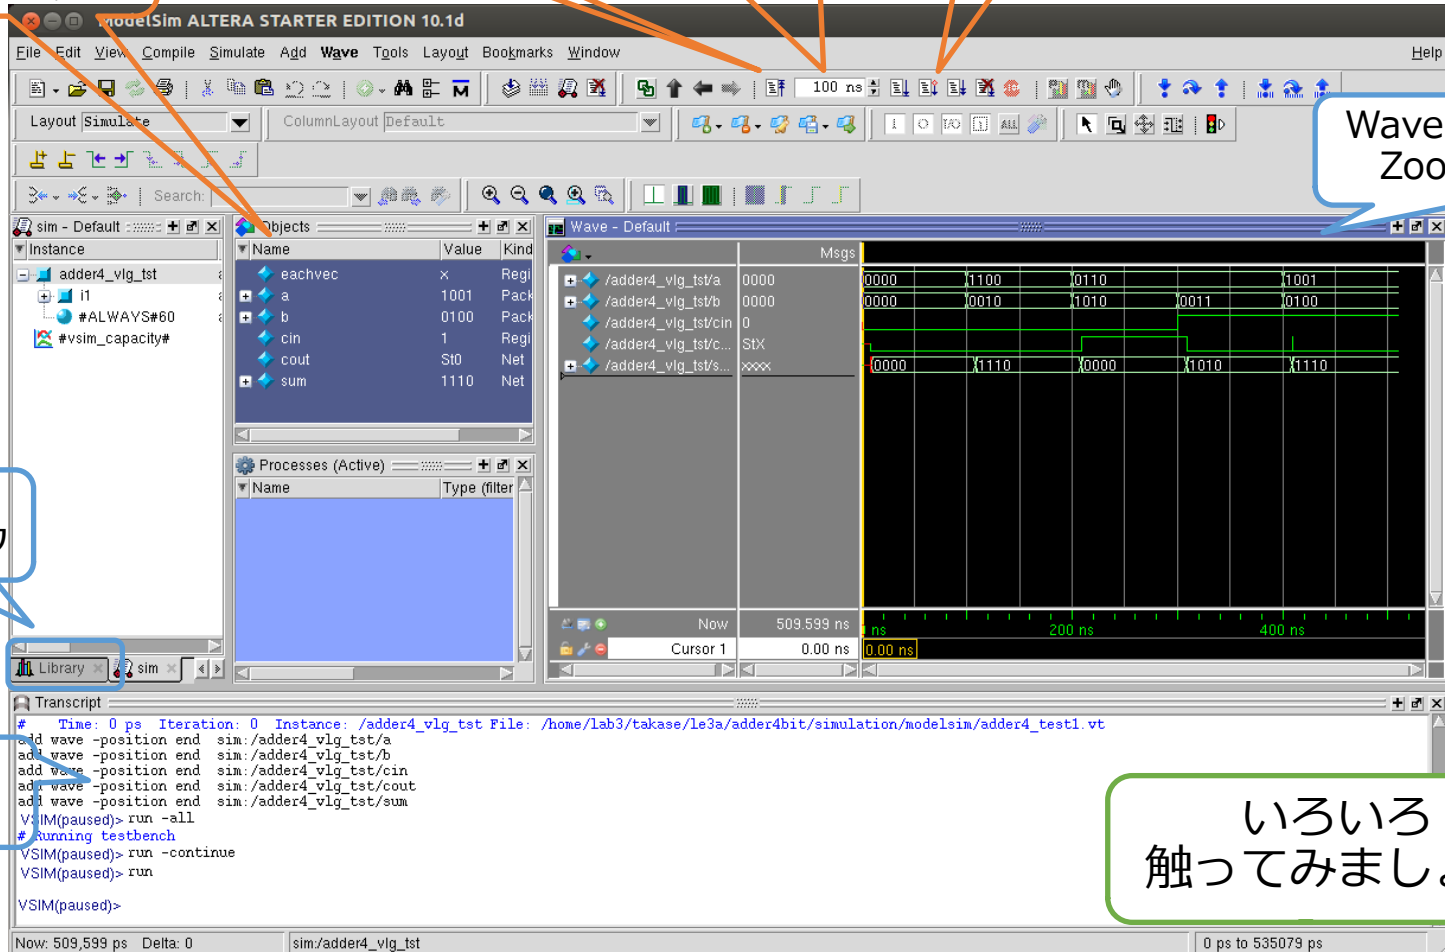 ModelSim ALTERA STARTER EDITION 10.1d
File Edit View Compile Simulate Add Wave Tools Layout Bookmarks Window Help
100 ns
Layout Simulate ColumnLayout Default
Search:
Wave
Zoo
sim - Default
Instance
adder4_vlg_tst
i1
#ALWAYS#60
#vsim_capacity#
Library sim
Objects
Name Value Kind
eachvec x Regi
a 1001 Pack
b 0100 Pack
cin 1 Regi
cout St0 Net
sum 1110 Net
Processes (Active)
Name Type (filter
Wave - Default
Msgs
/adder4_vlg_tst/a 0000 0000 1100 0110 1001
/adder4_vlg_tst/b 0000 0000 0010 1010 0011 0100
/adder4_vlg_tst/cin 0
/adder4_vlg_tst/c... StX
/adder4_vlg_tst/s... xxxx 0000 1110 0000 1010 1110
Now 509.599 ns ns 200 ns 400 ns
Cursor 1 0.00 ns 0.00 ns
Transcript
# Time: 0 ps Iteration: 0 Instance: /adder4_vlg_tst File: /home/lab3/takase/le3a/adder4bit/simulation/modelsim/adder4_test1.vt
add wave -position end sim:/adder4_vlg_tst/a
add wave -position end sim:/adder4_vlg_tst/b
add wave -position end sim:/adder4_vlg_tst/cin
add wave -position end sim:/adder4_vlg_tst/cout
add wave -position end sim:/adder4_vlg_tst/sum
VSIM(paused)> run -all
# Running testbench
VSIM(paused)> run -continue
VSIM(paused)> run
VSIM(paused)>
いろいろ
触ってみまし
Now: 509,599 ps Delta: 0 sim:/adder4_vlg_tst 0 ps to 535079 ps